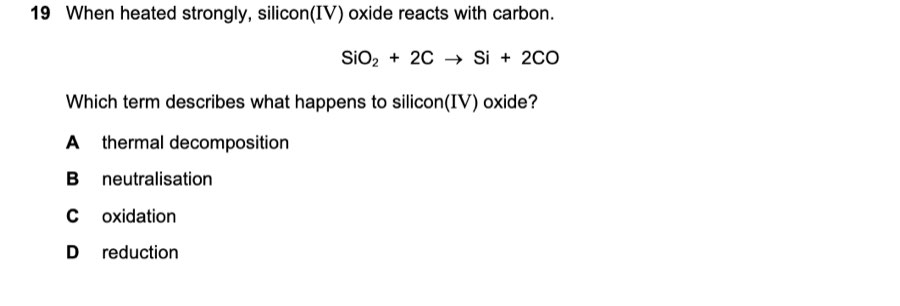 19 When heated strongly, silicon(IV) oxide reacts with carbon.
SiO₂ + 2C → Si + 2CO
Which term describes what happens to silicon(IV) oxide?
A thermal decomposition
B neutralisation
C oxidation
D reduction